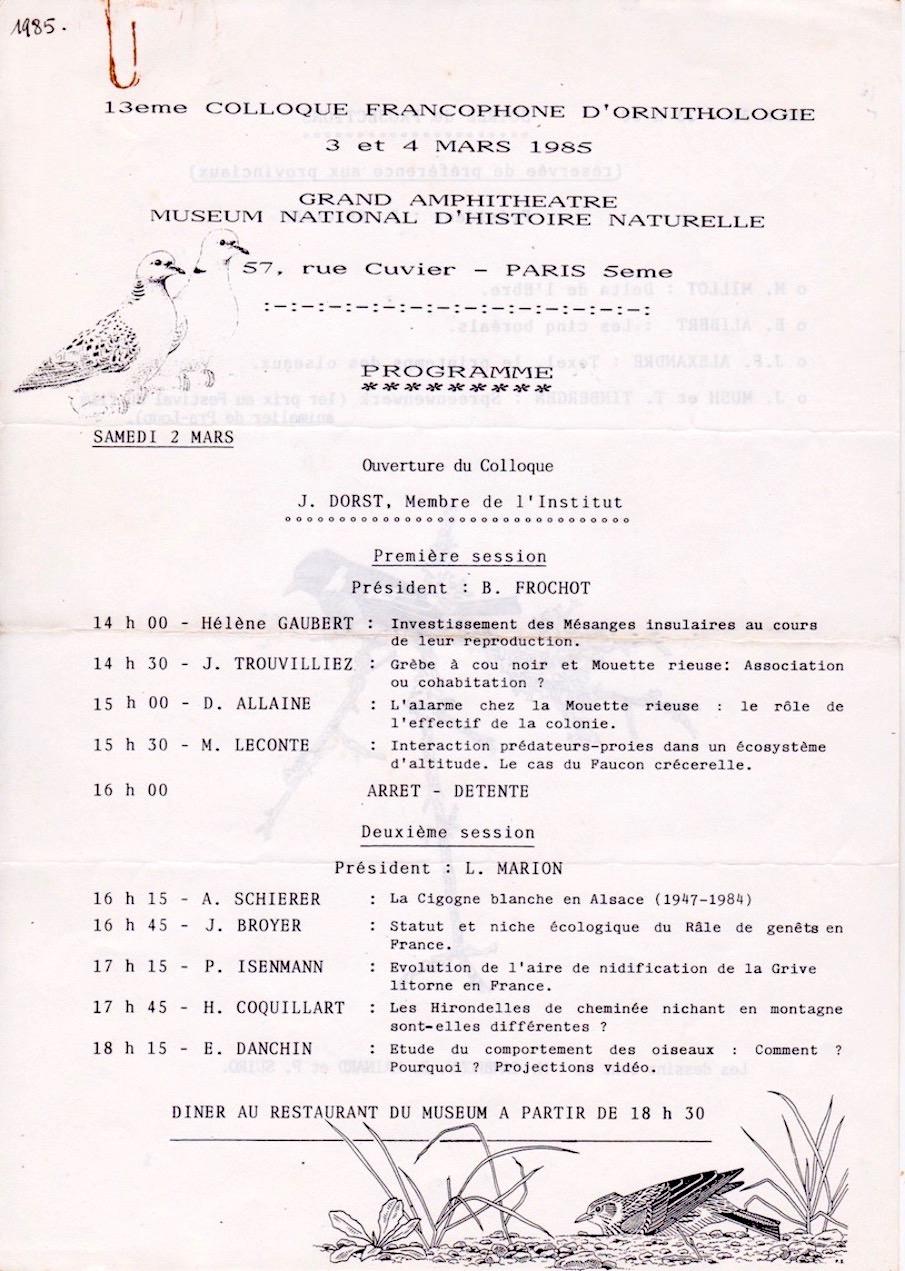 1985.
13eme COLLOQUE FRANCOPHONE D'ORNITHOLOGIE
3 et 4 MARS 1985
GRAND AMPHITHEATRE
MUSEUM NATIONAL D'HISTOIRE NATURELLE
57, rue Cuvier - PARIS 5eme
:-:-:-:-:-:-:-:-:-:-:-:-:-:-:-:-:-:-:
PROGRAMME
*********
SAMEDI 2 MARS
Ouverture du Colloque
J. DORST, Membre de l'Institut
Première session
Président : B. FROCHOT
14 h 00 - Hélène GAUBERT : Investissement des Mésanges insulaires au cours
de leur reproduction.
14 h 30 - J. TROUVILLIEZ : Grèbe à cou noir et Mouette rieuse: Association
ou cohabitation ?
15 h 00 - D. ALLAINE : L'alarme chez la Mouette rieuse : le rôle de
l'effectif de la colonie.
15 h 30 - M. LECONTE : Interaction prédateurs-proies dans un écosystème
d'altitude. Le cas du Faucon crécerelle.
16 h 00 ARRET - DETENTE
Deuxième session
Président : L. MARION
16 h 15 - A. SCHIERER : La Cigogne blanche en Alsace (1947-1984)
16 h 45 - J. BROYER : Statut et niche écologique du Râle de genêts en
France.
17 h 15 - P. ISENMANN : Evolution de l'aire de nidification de la Grive
litorne en France.
17 h 45 - H. COQUILLART : Les Hirondelles de cheminée nichant en montagne
sont-elles différentes ?
18 h 15 - E. DANCHIN : Etude du comportement des oiseaux : Comment ?
Pourquoi ? Projections vidéo.
DINER AU RESTAURANT DU MUSEUM A PARTIR DE 18 h 30